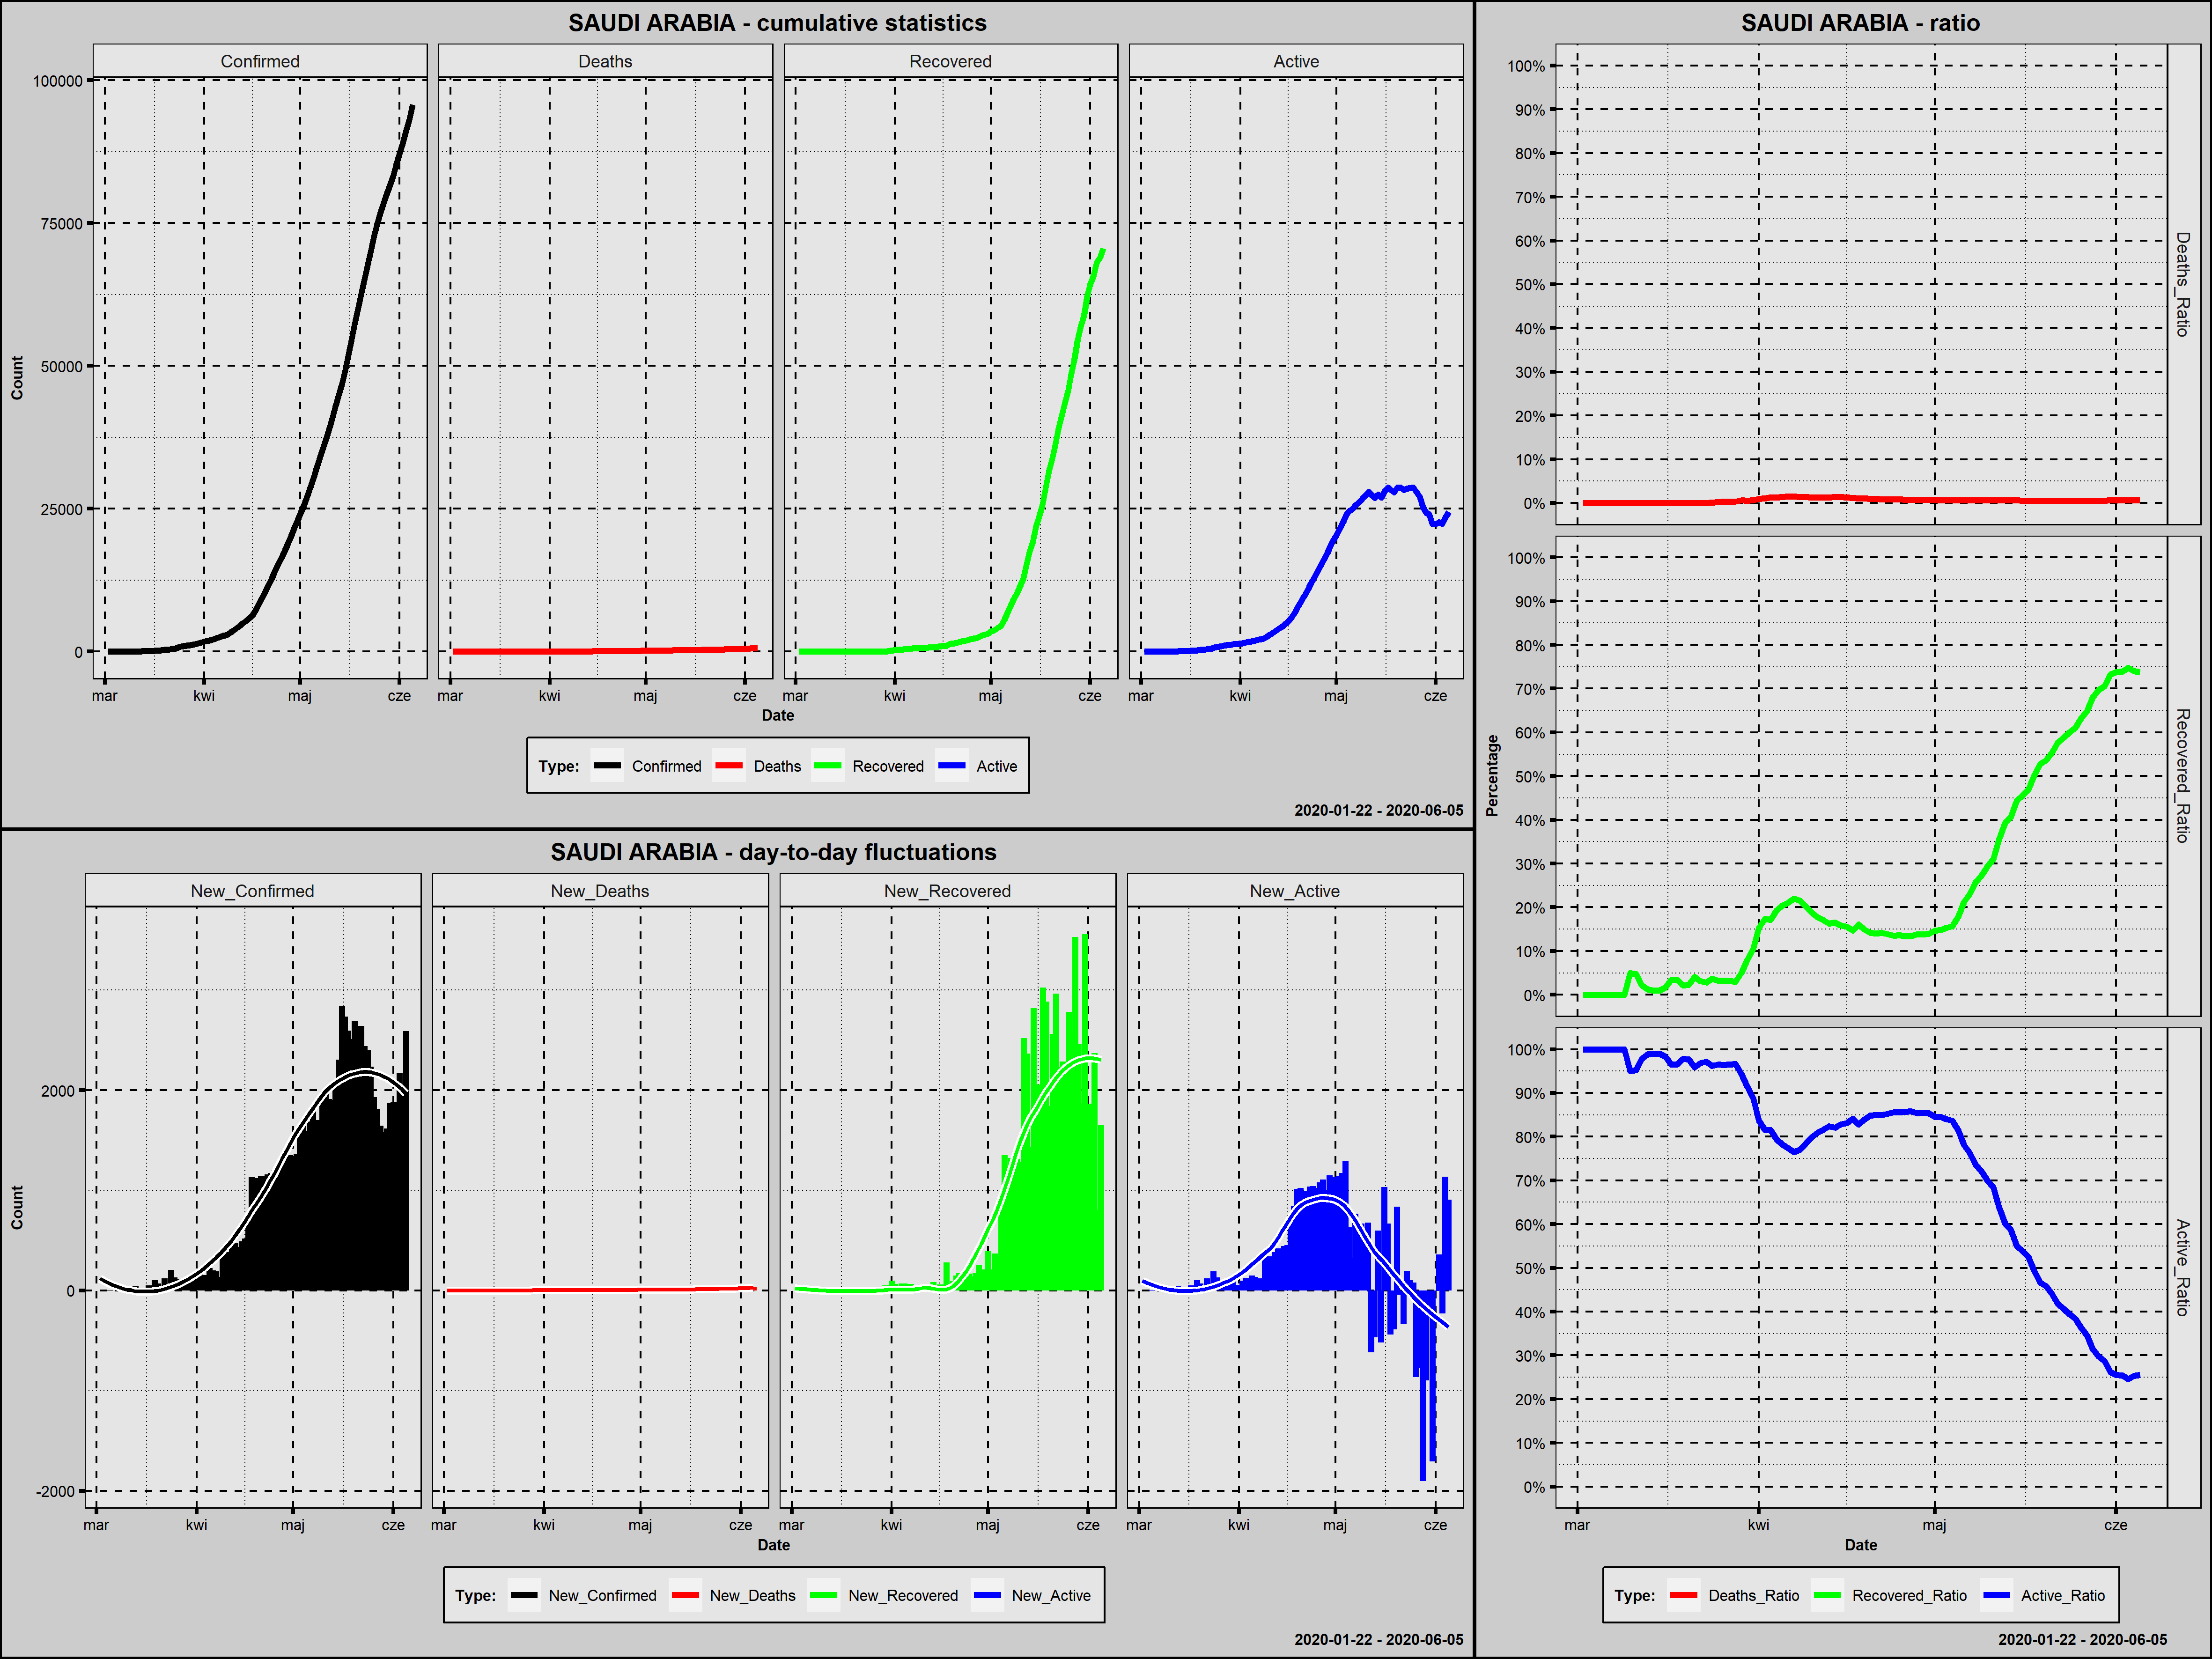 SAUDI ARABIA - cumulative statistics
Confirmed Deaths Recovered Active
100000
75000
50000
25000
0
Count
mar kwi maj cze mar kwi maj cze mar kwi maj cze mar kwi maj cze
Date
Type: Confirmed Deaths Recovered Active
2020-01-22 - 2020-06-05
SAUDI ARABIA - day-to-day fluctuations
New_Confirmed New_Deaths New_Recovered New_Active
2000
0
-2000
Count
mar kwi maj cze mar kwi maj cze mar kwi maj cze mar kwi maj cze
Date
Type: New_Confirmed New_Deaths New_Recovered New_Active
2020-01-22 - 2020-06-05
SAUDI ARABIA - ratio
100%
90%
80%
70%
60%
50%
40%
30%
20%
10%
0%
Deaths_Ratio
100%
90%
80%
70%
60%
50%
40%
30%
20%
10%
0%
Recovered_Ratio
Percentage
100%
90%
80%
70%
60%
50%
40%
30%
20%
10%
0%
Active_Ratio
mar kwi maj cze
Date
Type: Deaths_Ratio Recovered_Ratio Active_Ratio
2020-01-22 - 2020-06-05